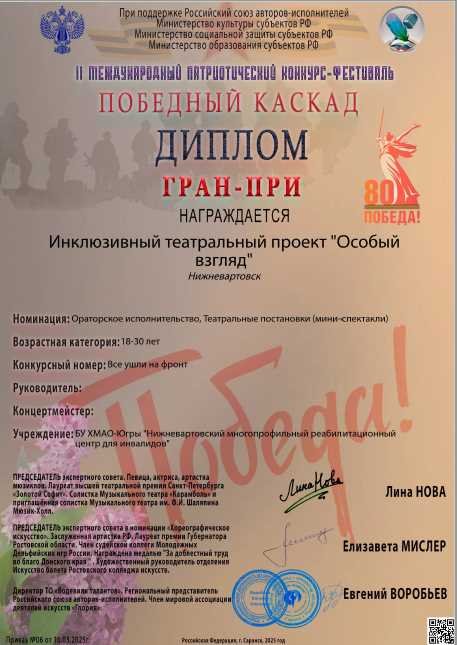 При поддержке Российский союз авторов-исполнителей
Министерство культуры субъектов РФ
Министерство социальной защиты субъектов РФ
Министерство образования субъектов РФ
II МЕЖДУНАРОДНЫЙ ПАТРИОТИЧЕСКИЙ КОНКУРС-ФЕСТИВАЛЬ
ПОБЕДНЫЙ КАСКАД
ДИПЛОМ
ГРАН-ПРИ
НАГРАЖДАЕТСЯ
80
ПОБЕДА!
Инклюзивный театральный проект "Особый
взгляд"
Нижневартовск
Номинация: Ораторское исполнительство, Театральные постановки (мини-спектакли)
Возрастная категория: 18-30 лет
Конкурсный номер: Все ушли на фронт
Руководитель:
Концертмейстер:
Учреждение: БУ ХМАО-Югры "Нижневартовский многопрофильный реабилитационный
центр для инвалидов"
Победа!
ПРЕДСЕДАТЕЛЬ экспертного совета. Певица, актриса, артистка
мюзиклов. Лауреат высшей театральной премии Санкт-Петербурга
«Золотой Софит». Солистка Музыкального театра «Карамболь» и
приглашённая солистка Музыкального театра им. Ф.И. Шаляпина
Мюзик-Холл.
Лина Нова
Лина НОВА
ПРЕДСЕДАТЕЛЬ экспертного совета в номинации «Хореографическое
искусство». Заслуженная артистка РФ. Лауреат премии Губернатора
Ростовской области. Член судейской коллеги Молодежных
Дельфийских игр России. Награждена медалью "За доблестный труд
во благо Донского края" . Художественный руководитель отделения
Искусство балета Ростовского колледжа искусств.
Елизавета МИСЛЕР
Директор ТО «Водевили талантов». Региональный представитель
Российского союза авторов-исполнителей. Член мировой ассоциации
деятелей искусств «Глория».
Евгений ВОРОБЬЕВ
Приказ №06 от 30.03.2025г.
Российская Федерация, г. Саранск, 2025 год